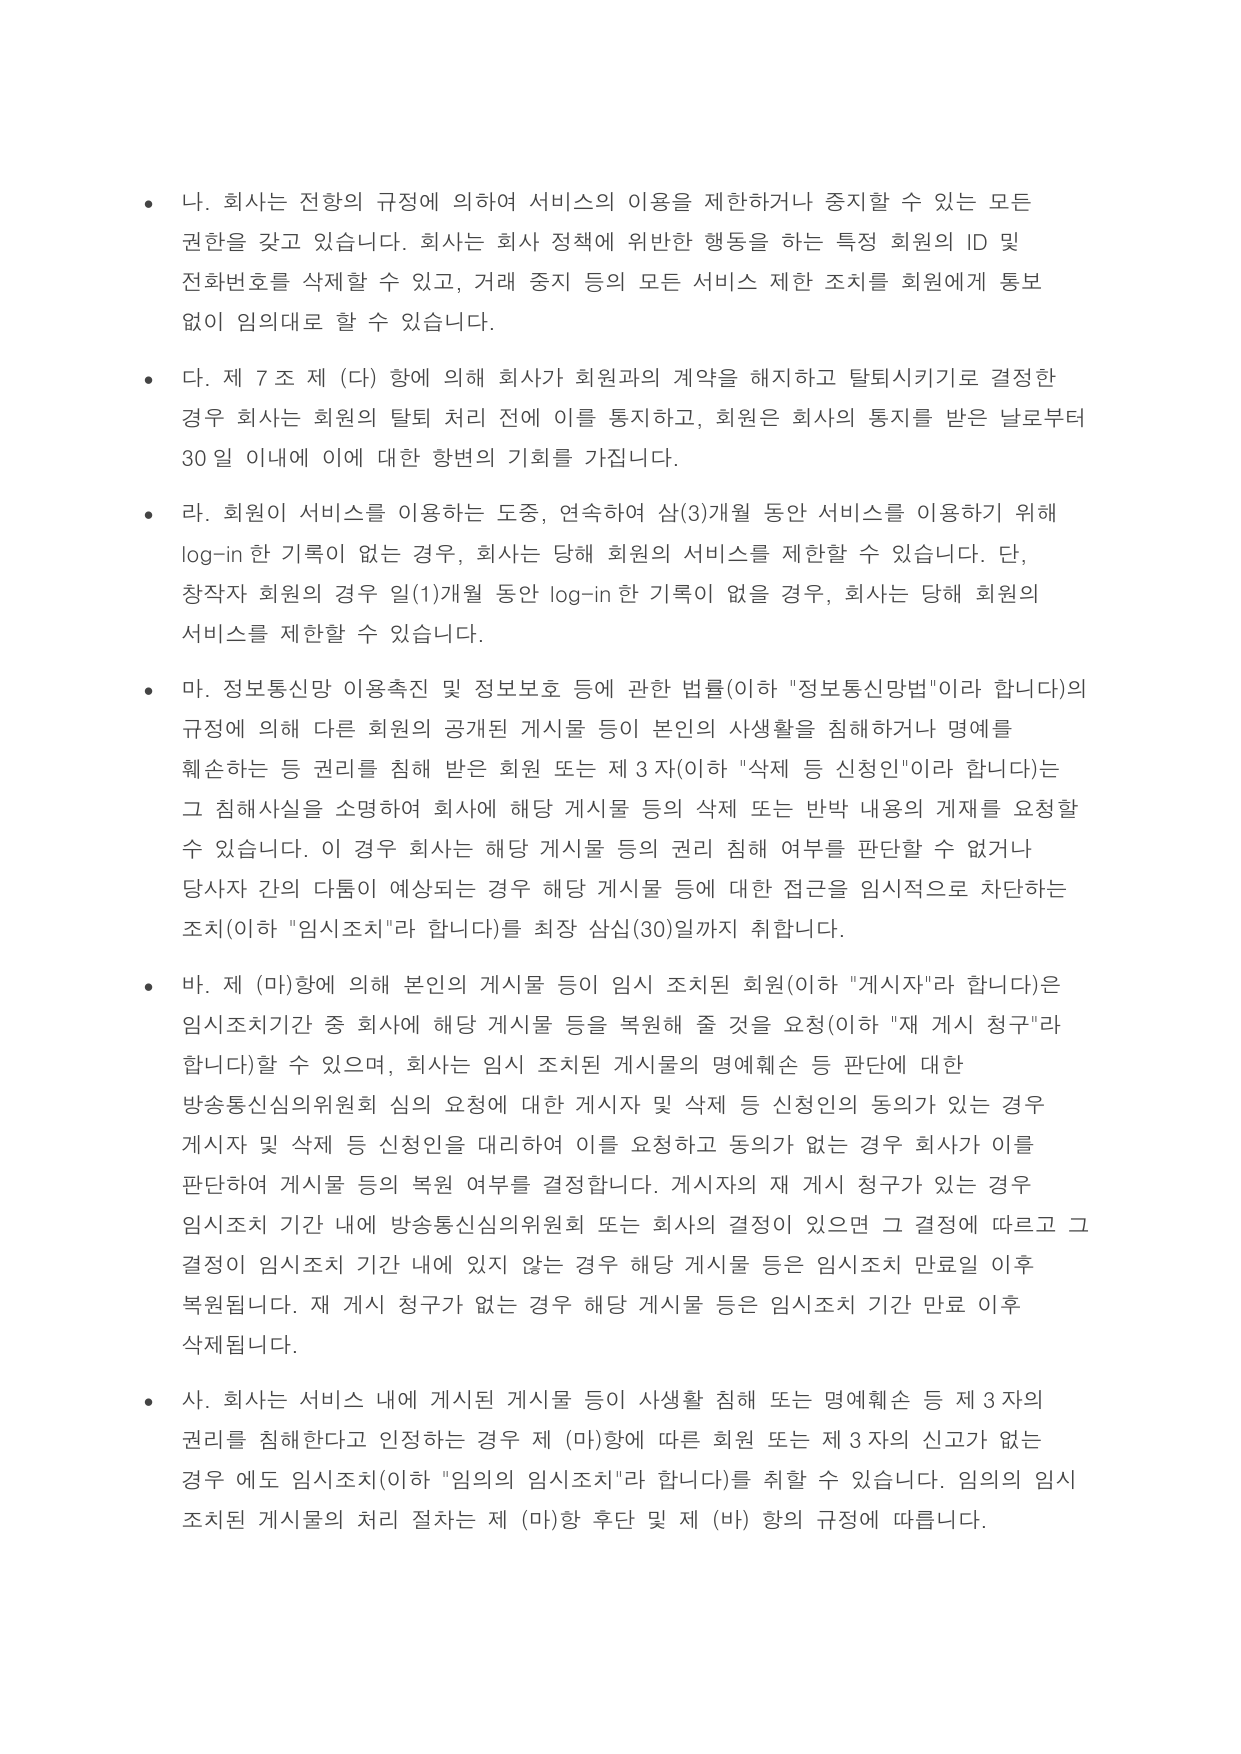 • 나. 회사는 전항의 규정에 의하여 서비스의 이용을 제한하거나 중지할 수 있는 모든
권한을 갖고 있습니다. 회사는 회사 정책에 위반한 행동을 하는 특정 회원의 ID 및
전화번호를 삭제할 수 있고, 거래 중지 등의 모든 서비스 제한 조치를 회원에게 통보
없이 임의대로 할 수 있습니다.
• 다. 제 7 조 제 (다) 항에 의해 회사가 회원과의 계약을 해지하고 탈퇴시키기로 결정한
경우 회사는 회원의 탈퇴 처리 전에 이를 통지하고, 회원은 회사의 통지를 받은 날로부터
30 일 이내에 이에 대한 항변의 기회를 가집니다.
• 라. 회원이 서비스를 이용하는 도중, 연속하여 삼(3)개월 동안 서비스를 이용하기 위해
log-in 한 기록이 없는 경우, 회사는 당해 회원의 서비스를 제한할 수 있습니다. 단,
창작자 회원의 경우 일(1)개월 동안 log-in 한 기록이 없을 경우, 회사는 당해 회원의
서비스를 제한할 수 있습니다.
• 마. 정보통신망 이용촉진 및 정보보호 등에 관한 법률(이하 "정보통신망법"이라 합니다)의
규정에 의해 다른 회원의 공개된 게시물 등이 본인의 사생활을 침해하거나 명예를
훼손하는 등 권리를 침해 받은 회원 또는 제 3 자(이하 "삭제 등 신청인"이라 합니다)는
그 침해사실을 소명하여 회사에 해당 게시물 등의 삭제 또는 반박 내용의 게재를 요청할
수 있습니다. 이 경우 회사는 해당 게시물 등의 권리 침해 여부를 판단할 수 없거나
당사자 간의 다툼이 예상되는 경우 해당 게시물 등에 대한 접근을 임시적으로 차단하는
조치(이하 "임시조치"라 합니다)를 최장 삼십(30)일까지 취합니다.
• 바. 제 (마)항에 의해 본인의 게시물 등이 임시 조치된 회원(이하 "게시자"라 합니다)은
임시조치기간 중 회사에 해당 게시물 등을 복원해 줄 것을 요청(이하 "재 게시 청구"라
합니다)할 수 있으며, 회사는 임시 조치된 게시물의 명예훼손 등 판단에 대한
방송통신심의위원회 심의 요청에 대한 게시자 및 삭제 등 신청인의 동의가 있는 경우
게시자 및 삭제 등 신청인을 대리하여 이를 요청하고 동의가 없는 경우 회사가 이를
판단하여 게시물 등의 복원 여부를 결정합니다. 게시자의 재 게시 청구가 있는 경우
임시조치 기간 내에 방송통신심의위원회 또는 회사의 결정이 있으면 그 결정에 따르고 그
결정이 임시조치 기간 내에 있지 않는 경우 해당 게시물 등은 임시조치 만료일 이후
복원됩니다. 재 게시 청구가 없는 경우 해당 게시물 등은 임시조치 기간 만료 이후
삭제됩니다.
• 사. 회사는 서비스 내에 게시된 게시물 등이 사생활 침해 또는 명예훼손 등 제 3 자의
권리를 침해한다고 인정하는 경우 제 (마)항에 따른 회원 또는 제 3 자의 신고가 없는
경우 에도 임시조치(이하 "임의의 임시조치"라 합니다)를 취할 수 있습니다. 임의의 임시
조치된 게시물의 처리 절차는 제 (마)항 후단 및 제 (바) 항의 규정에 따릅니다.